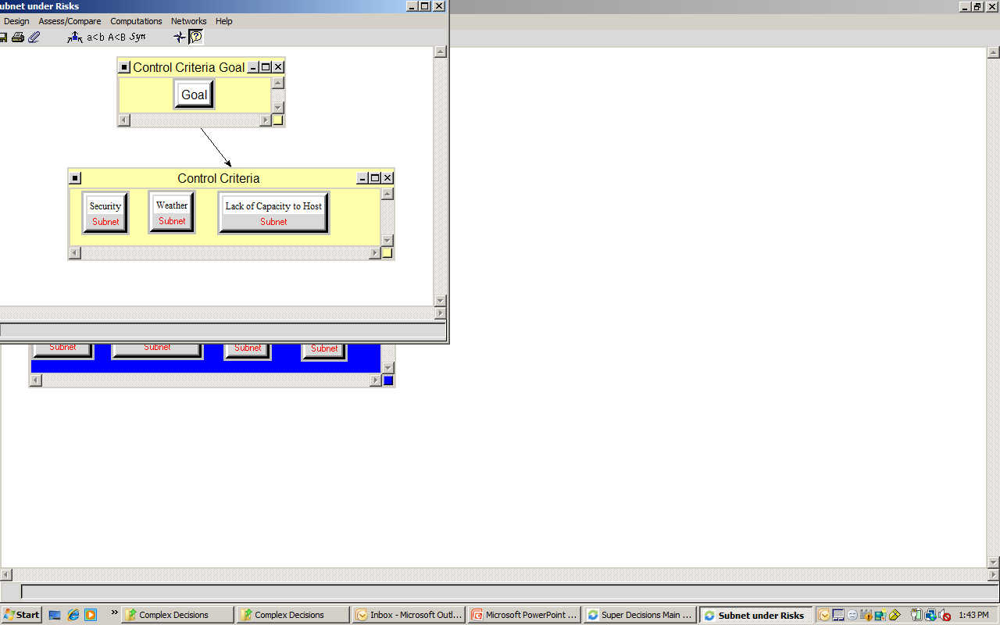 ubnet under Risks
Design Assess/Compare Computations Networks Help
a<b A<B Syn
Control Criteria Goal
Goal
Control Criteria
Security Weather Lack of Capacity to Host
Subnet Subnet Subnet
Subnet Subnet Subnet Subnet
Start » Complex Decisions Complex Decisions Inbox - Microsoft Outl... Microsoft PowerPoint ... Super Decisions Main ... Subnet under Risks 1:43 PM